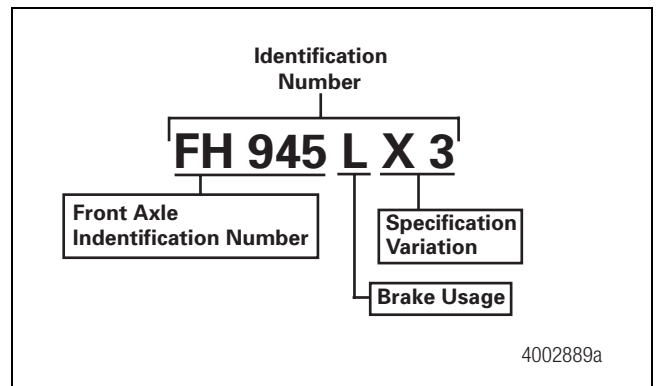 Identification
Number
FH 945 L X 3
Front Axle
Indentification Number
Specification
Variation
Brake Usage
4002889a